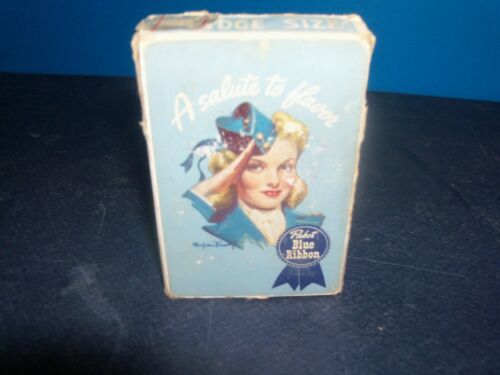 DGE SIZE
A salute to flavor
Pabst
Blue
Ribbon